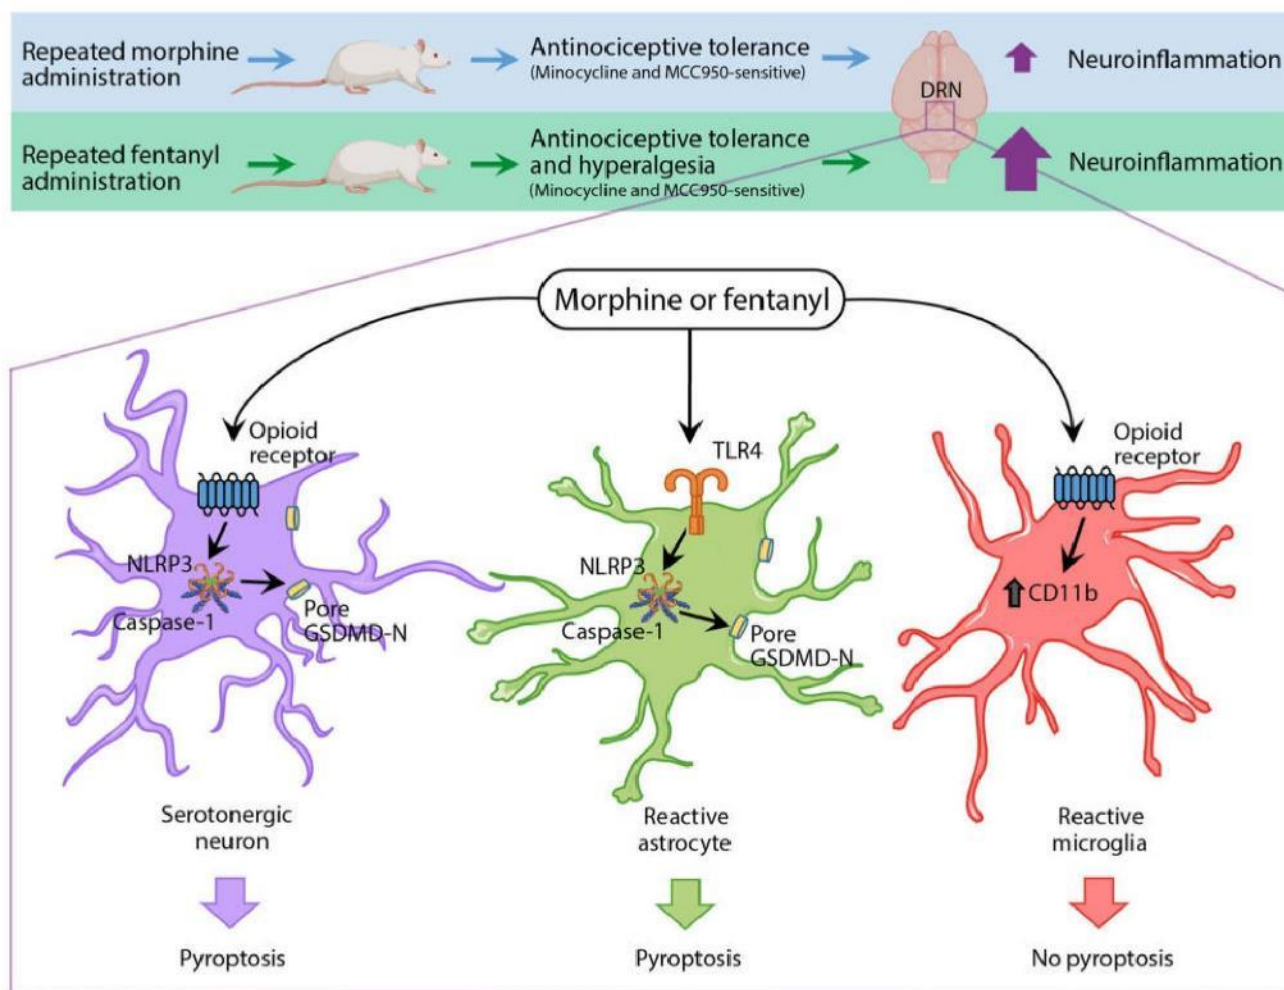 Repeated morphine
administration
Antinociceptive tolerance
(Minocycline and MCC950-sensitive)
DRN
Neuroinflammation
Repeated fentanyl
administration
Antinociceptive tolerance
and hyperalgesia
(Minocycline and MCC950-sensitive)
Neuroinflammation
Morphine or fentanyl
Opioid
receptor
NLRP3
Caspase-1
Pore
GSDMD-N
TLR4
NLRP3
Caspase-1
Pore
GSDMD-N
Opioid
receptor
CD11b
Serotonergic
neuron
Reactive
astrocyte
Reactive
microglia
Pyroptosis
Pyroptosis
No pyroptosis